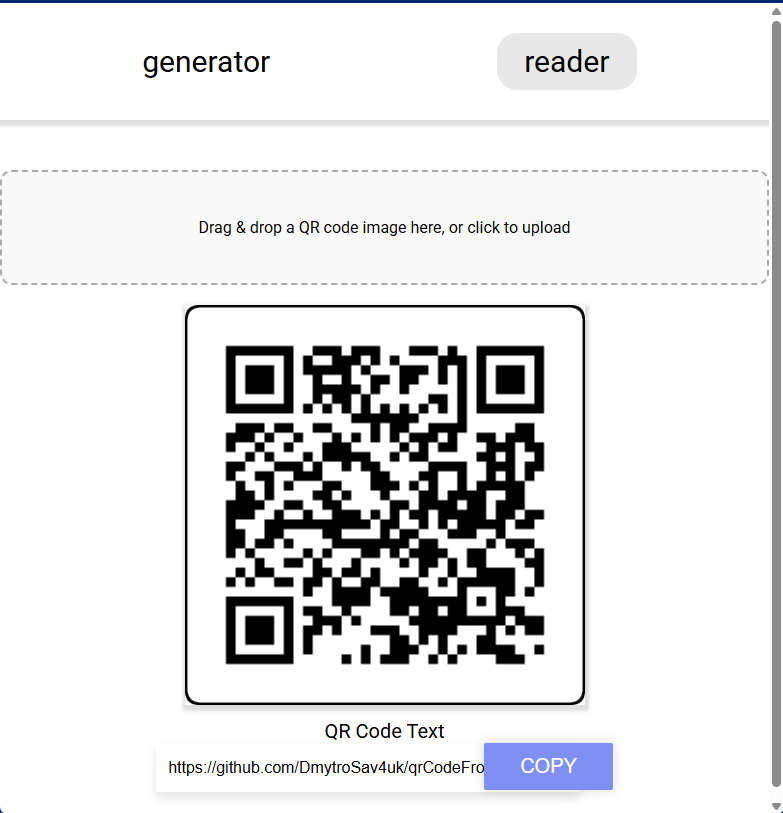 generator
reader
Drag & drop a QR code image here, or click to upload
QR Code Text
https://github.com/DmytroSav4uk/qrCodeFro
COPY